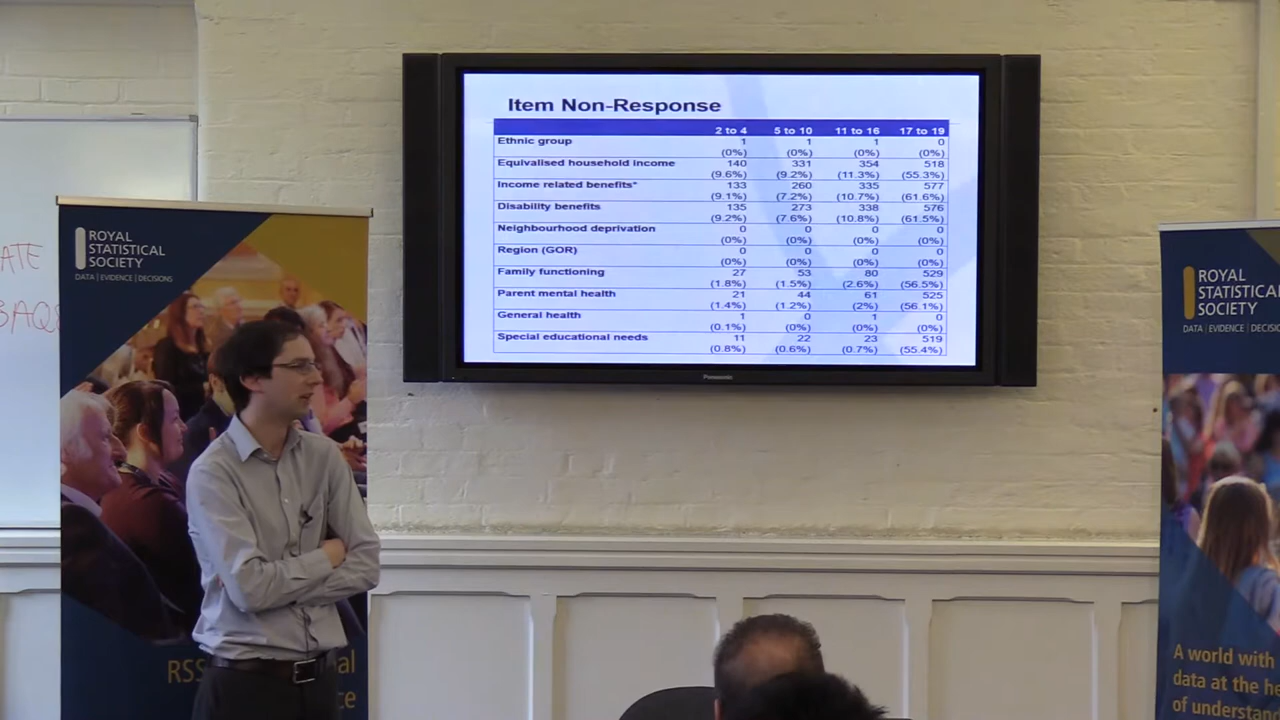 Item Non-Response
2 to 4 5 to 10 11 to 16 17 to 19
Ethnic group 1 1 1 0
(0%) (0%) (0%) (0%)
Equivalised household income 140 331 354 518
(9.6%) (9.2%) (11.3%) (55.3%)
Income related benefits* 133 260 335 577
(9.1%) (7.2%) (10.7%) (61.6%)
Disability benefits 135 273 338 576
(9.2%) (7.6%) (10.8%) (61.5%)
Neighbourhood deprivation 0 0 0 0
(0%) (0%) (0%) (0%)
Region (GOR) 0 0 0 0
(0%) (0%) (0%) (0%)
Family functioning 27 53 80 529
(1.8%) (1.5%) (2.6%) (56.5%)
Parent mental health 21 44 61 525
(1.4%) (1.2%) (2%) (56.1%)
General health 1 0 1 0
(0.1%) (0%) (0%) (0%)
Special educational needs 11 22 23 519
(0.8%) (0.6%) (0.7%) (55.4%)
Panasonic
ATE
ROYAL
STATISTICAL
SOCIETY
DATA | EVIDENCE | DECISIONS
RSS
ROYAL
STATISTICA
SOCIETY
DATA | EVIDENCE | DECISI
A world with
data at the he
of understan